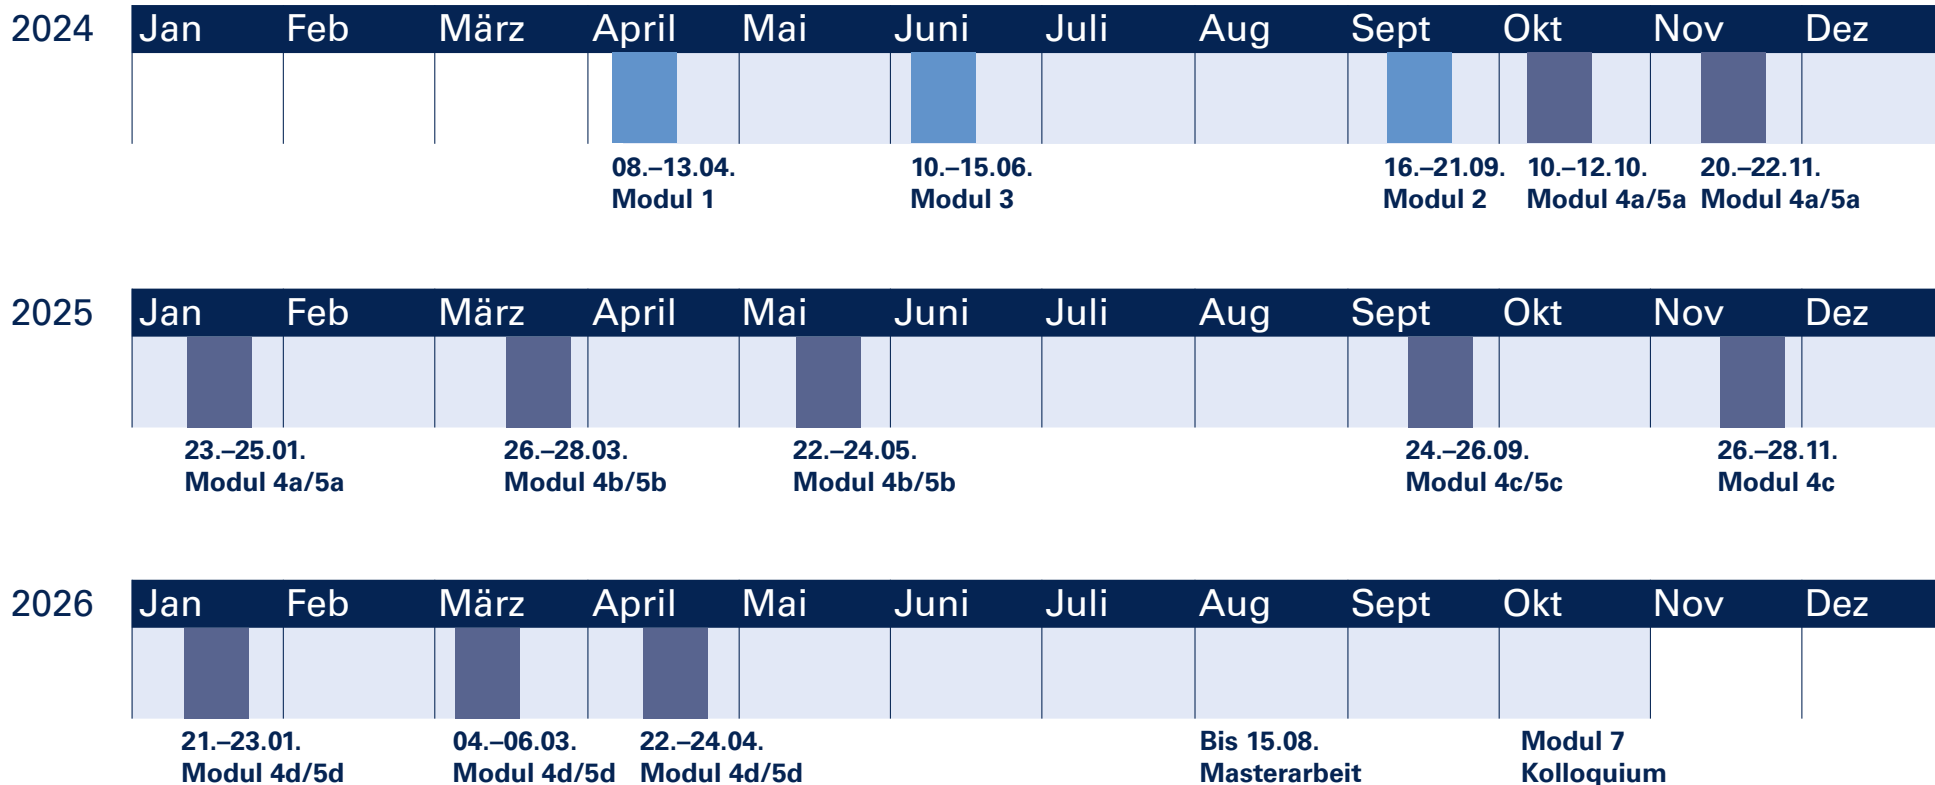 2024 Jan Feb März April Mai Juni Juli Aug Sept Okt Nov Dez
08.–13.04. 10.–15.06. 16.–21.09. 10.–12.10. 20.–22.11.
Modul 1 Modul 3 Modul 2 Modul 4a/5a Modul 4a/5a
2025 Jan Feb März April Mai Juni Juli Aug Sept Okt Nov Dez
23.–25.01. 26.–28.03. 22.–24.05. 24.–26.09. 26.–28.11.
Modul 4a/5a Modul 4b/5b Modul 4b/5b Modul 4c/5c Modul 4c
2026 Jan Feb März April Mai Juni Juli Aug Sept Okt Nov Dez
21.–23.01. 04.–06.03. 22.–24.04. Bis 15.08. Modul 7
Modul 4d/5d Modul 4d/5d Modul 4d/5d Masterarbeit Kolloquium